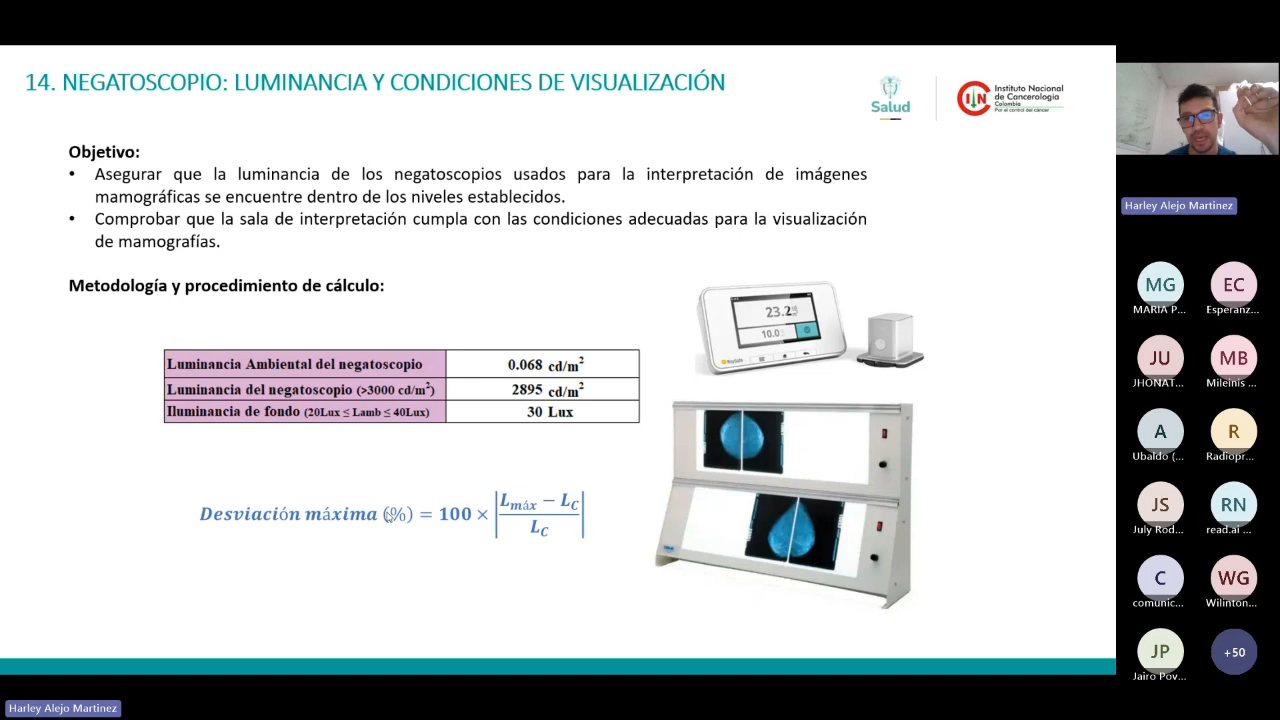 14. NEGATOSCOPIO: LUMINANCIA Y CONDICIONES DE VISUALIZACIÓN
Salud
Instituto Nacional
de Cancerología
Colombia
Por el control del cáncer
Objetivo:
• Asegurar que la luminancia de los negatoscopios usados para la interpretación de imágenes
mamográficas se encuentre dentro de los niveles establecidos.
• Comprobar que la sala de interpretación cumpla con las condiciones adecuadas para la visualización
de mamografías.
Metodología y procedimiento de cálculo:
Luminancia Ambiental del negatoscopio 0.068 cd/m²
Luminancia del negatoscopio (>3000 cd/m²) 2895 cd/m²
Iluminancia de fondo (20Lux ≤ Lamb ≤ 40Lux) 30 Lux
23.2
10.0
Desviación máxima (%) = 100 × |(Lmáx − LC) / LC|
Harley Alejo Martinez
MG EC
MARIA P... Esperanz...
JU MB
JHONAT... Mileinis ...
A R
Ubaldo (... Radiopr...
JS RN
July Rod... read.ai ...
C WG
comunic... Wilinton...
JP +50
Jairo Pov...
Harley Alejo Martinez